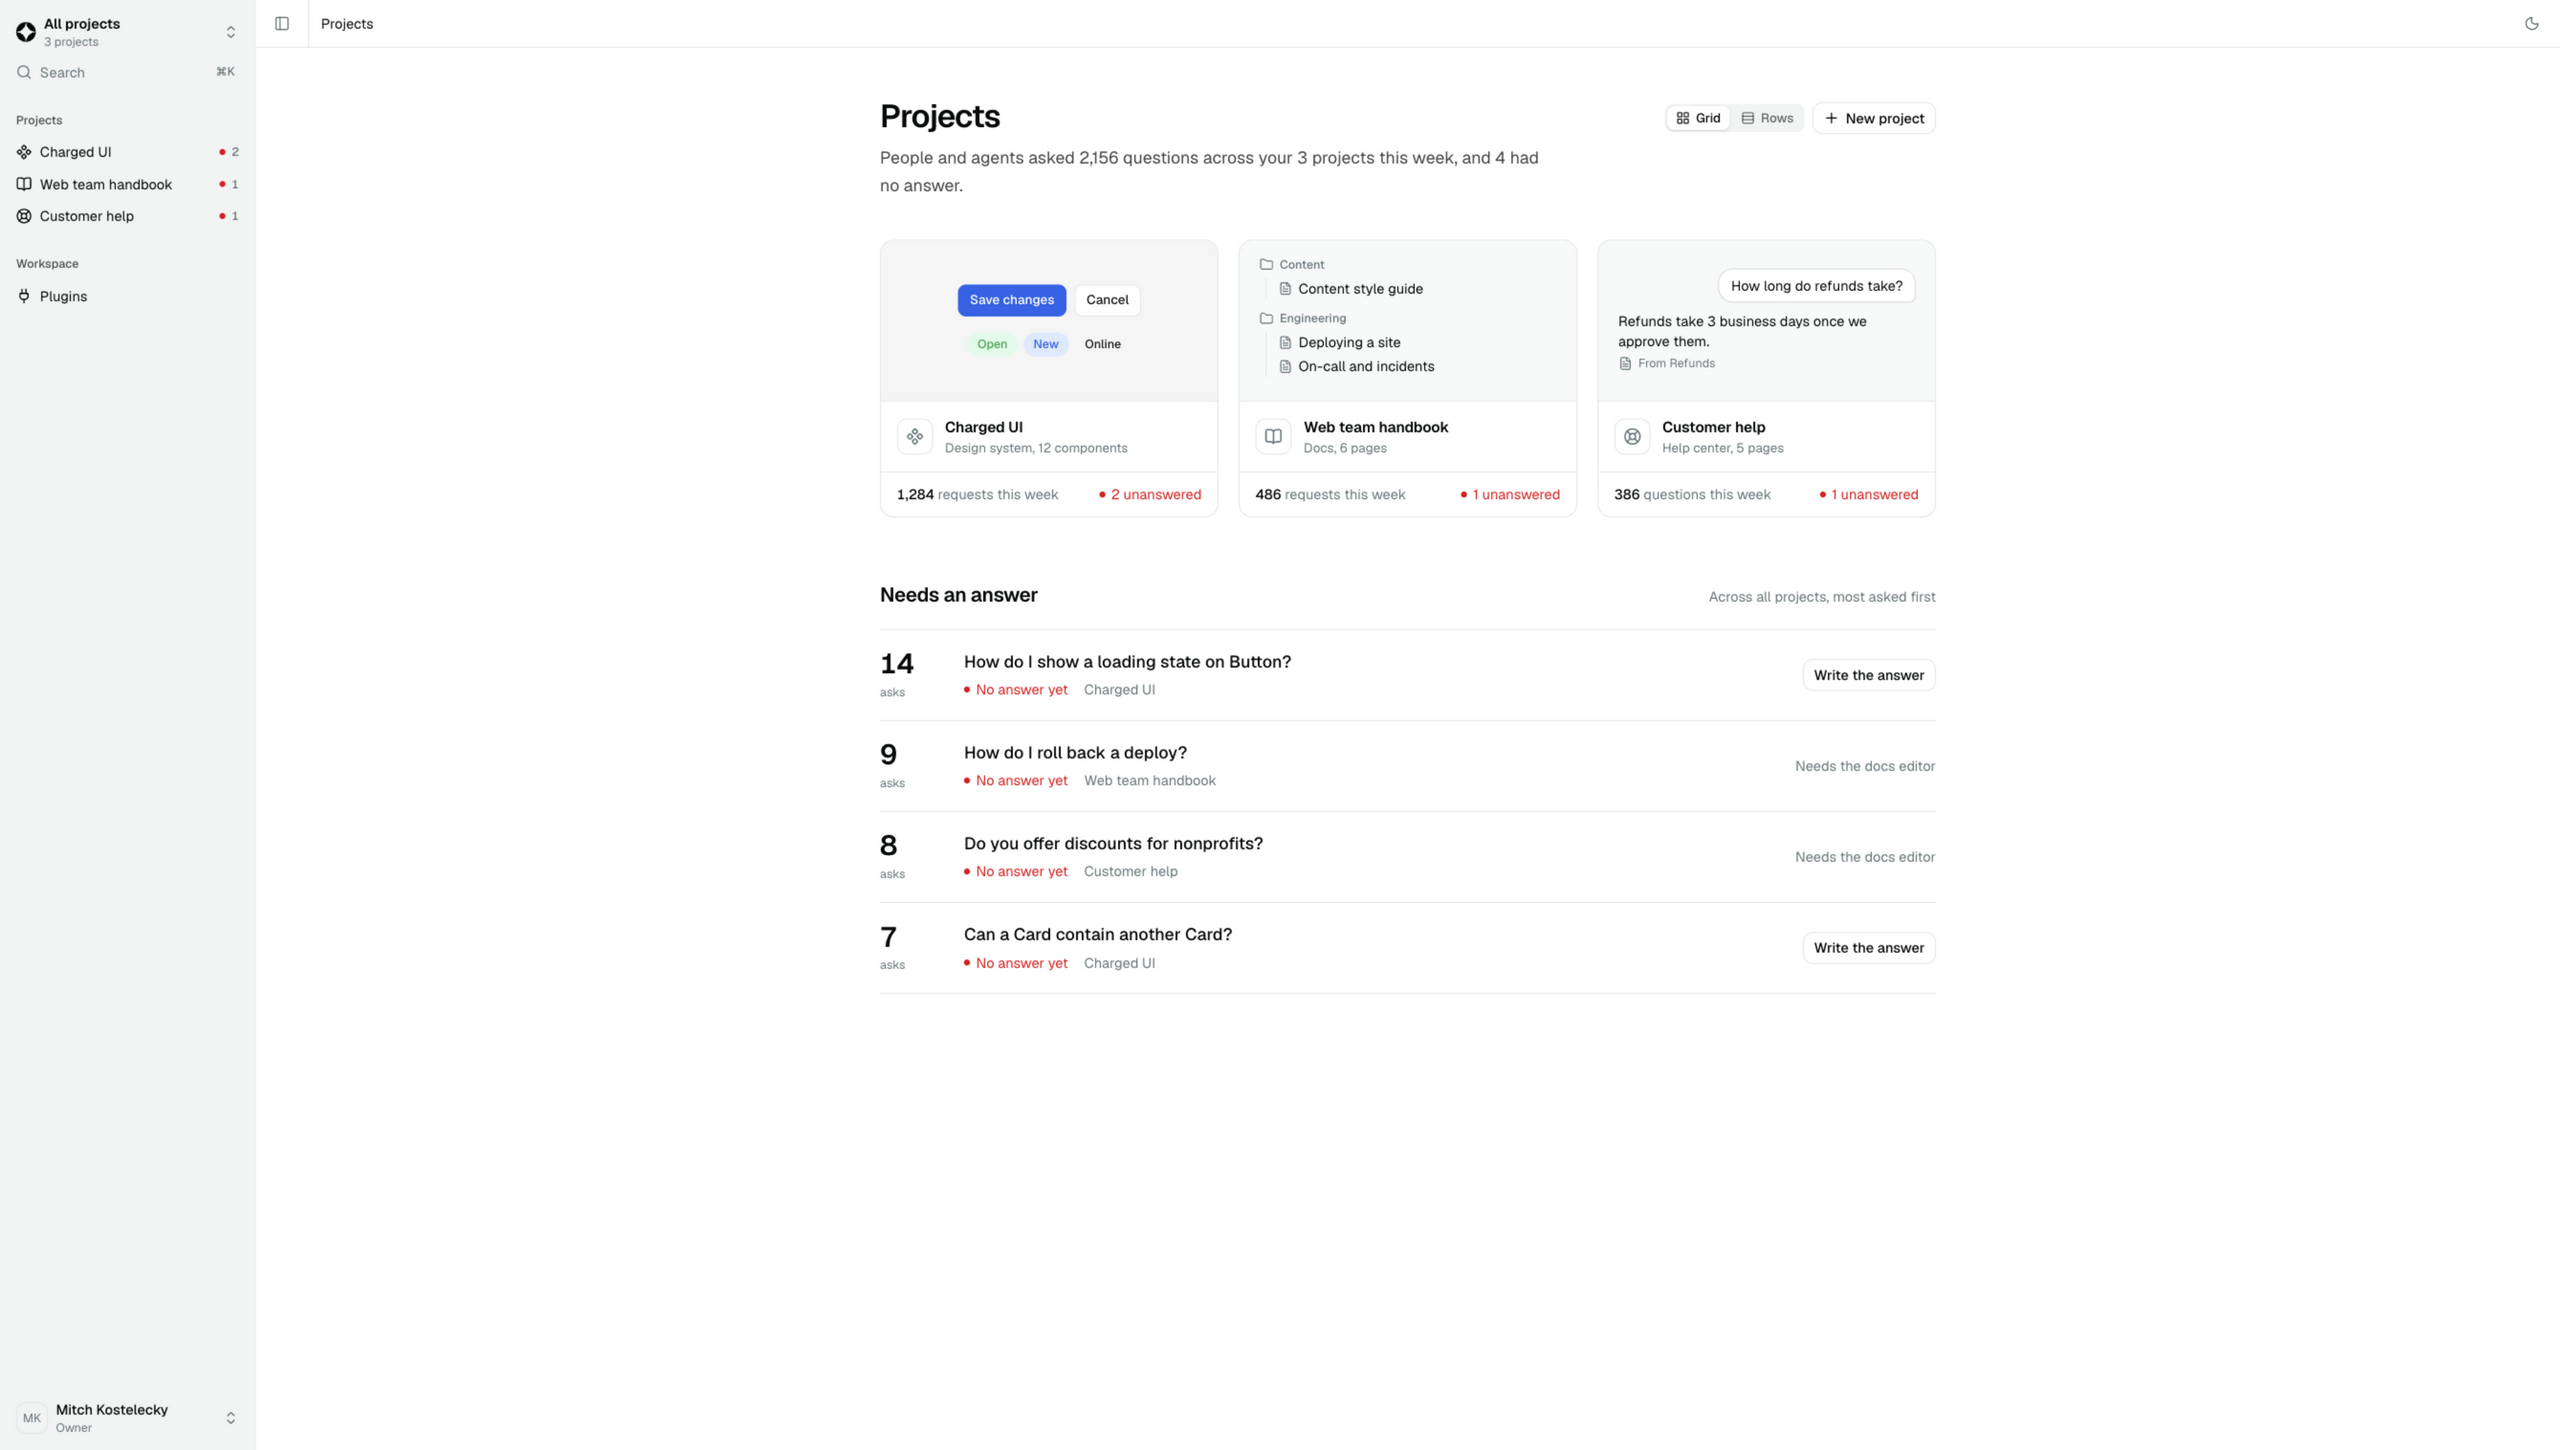 All projects
3 projects
Search
⌘K
Projects
Charged UI
2
Web team handbook
1
Customer help
1
Workspace
Plugins
MK
Mitch Kostelecky
Owner
Projects
Projects
Grid
Rows
New project
People and agents asked 2,156 questions across your 3 projects this week, and 4 had
no answer.
Save changes
Cancel
Open
New
Online
Charged UI
Design system, 12 components
1,284 requests this week
2 unanswered
Content
Content style guide
Engineering
Deploying a site
On-call and incidents
Web team handbook
Docs, 6 pages
486 requests this week
1 unanswered
How long do refunds take?
Refunds take 3 business days once we
approve them.
From Refunds
Customer help
Help center, 5 pages
386 questions this week
1 unanswered
Needs an answer
Across all projects, most asked first
14
asks
How do I show a loading state on Button?
No answer yet
Charged UI
Write the answer
9
asks
How do I roll back a deploy?
No answer yet
Web team handbook
Needs the docs editor
8
asks
Do you offer discounts for nonprofits?
No answer yet
Customer help
Needs the docs editor
7
asks
Can a Card contain another Card?
No answer yet
Charged UI
Write the answer